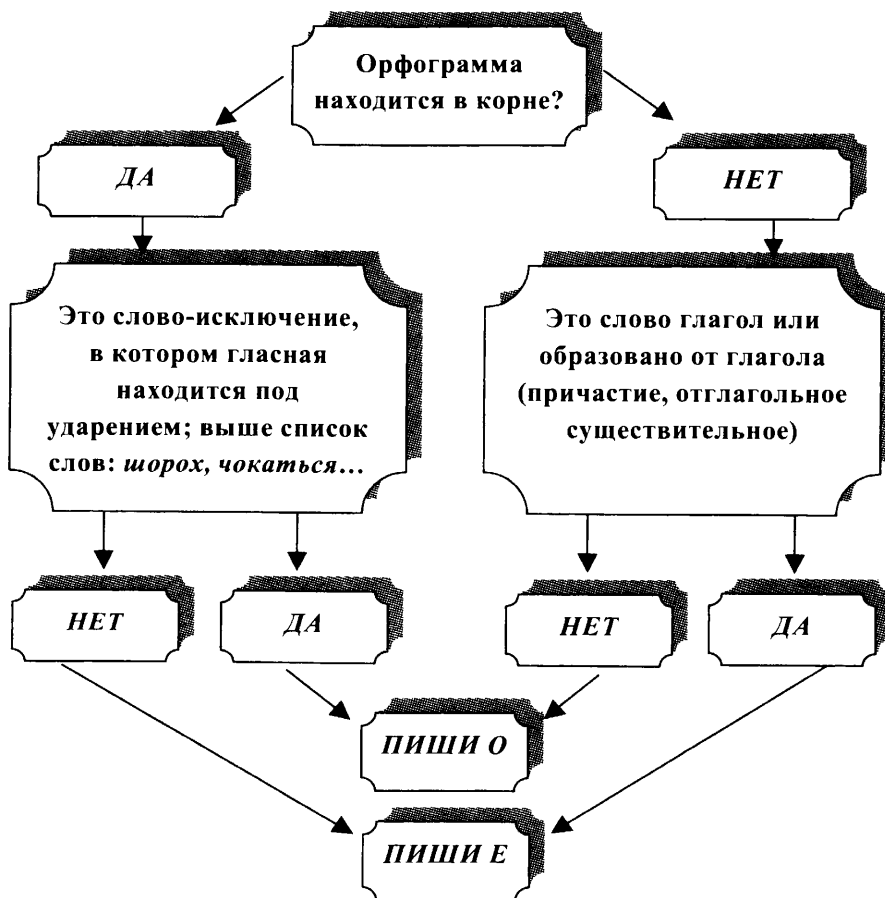 Орфограмма
находится в корне?
ДА
НЕТ
Это слово-исключение,
в котором гласная
находится под
ударением; выше список
слов: шорох, чокаться...
Это слово глагол или
образовано от глагола
(причастие, отглагольное
существительное)
НЕТ
ДА
НЕТ
ДА
ПИШИ О
ПИШИ Е